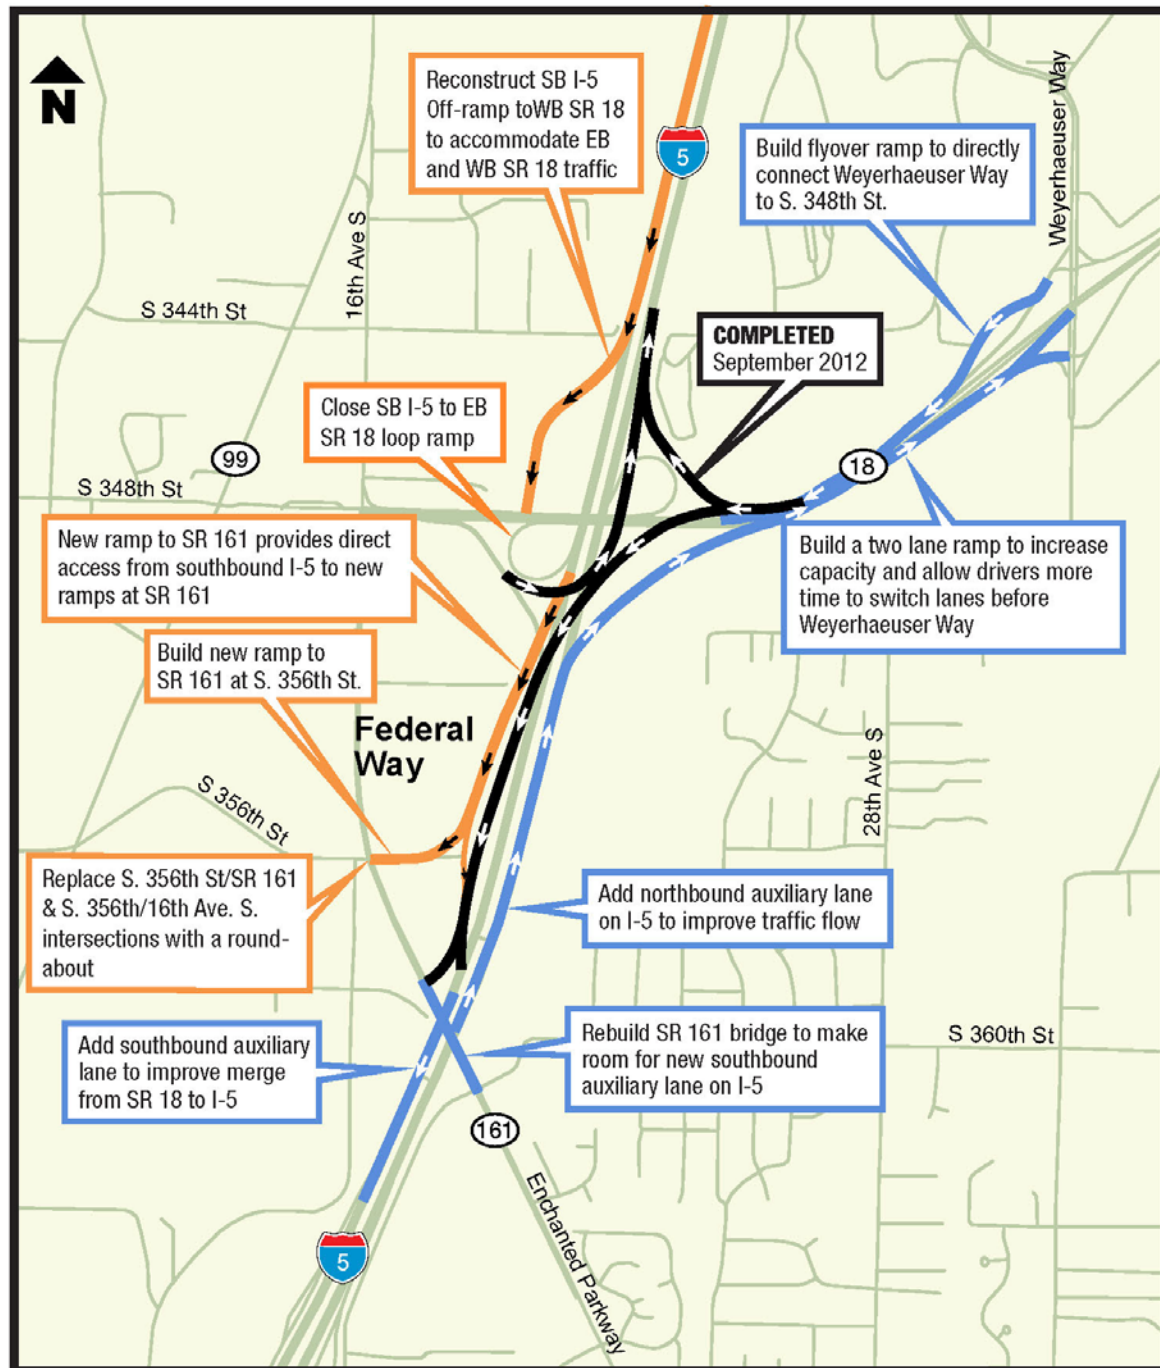 N
Reconstruct SB I-5
Off-ramp toWB SR 18
to accommodate EB
and WB SR 18 traffic
5
Build flyover ramp to directly
connect Weyerhaeuser Way
to S. 348th St.
Weyerhaeuser Way
16th Ave S
S 344th St
COMPLETED
September 2012
Close SB I-5 to EB
SR 18 loop ramp
99
18
S 348th St
New ramp to SR 161 provides direct
access from southbound I-5 to new
ramps at SR 161
Build a two lane ramp to increase
capacity and allow drivers more
time to switch lanes before
Weyerhaeuser Way
Build new ramp to
SR 161 at S. 356th St.
Federal
Way
28th Ave S
S 356th St
Replace S. 356th St/SR 161
& S. 356th/16th Ave. S.
intersections with a round-
about
Add northbound auxiliary lane
on I-5 to improve traffic flow
Add southbound auxiliary
lane to improve merge
from SR 18 to I-5
Rebuild SR 161 bridge to make
room for new southbound
auxiliary lane on I-5
S 360th St
161
Enchanted Parkway
5